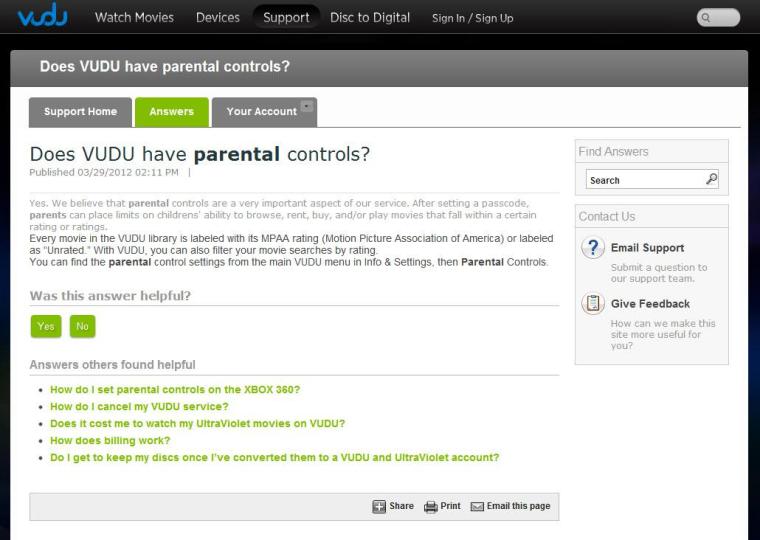 vudu Watch Movies Devices Support Disc to Digital Sign In / Sign Up
Does VUDU have parental controls?
Support Home Answers Your Account
Does VUDU have parental controls?
Published 03/29/2012 02:11 PM |
Yes. We believe that parental controls are a very important aspect of our service. After setting a passcode,
parents can place limits on childrens' ability to browse, rent, buy, and/or play movies that fall within a certain
rating or ratings.
Every movie in the VUDU library is labeled with its MPAA rating (Motion Picture Association of America) or labeled
as “Unrated.” With VUDU, you can also filter your movie searches by rating.
You can find the parental control settings from the main VUDU menu in Info & Settings, then Parental Controls.
Was this answer helpful?
Yes No
Answers others found helpful
• How do I set parental controls on the XBOX 360?
• How do I cancel my VUDU service?
• Does it cost me to watch my UltraViolet movies on VUDU?
• How does billing work?
• Do I get to keep my discs once I've converted them to a VUDU and UltraViolet account?
Share Print Email this page
Find Answers
Search
Contact Us
? Email Support
Submit a question to
our support team.
Give Feedback
How can we make this
site more useful for
you?